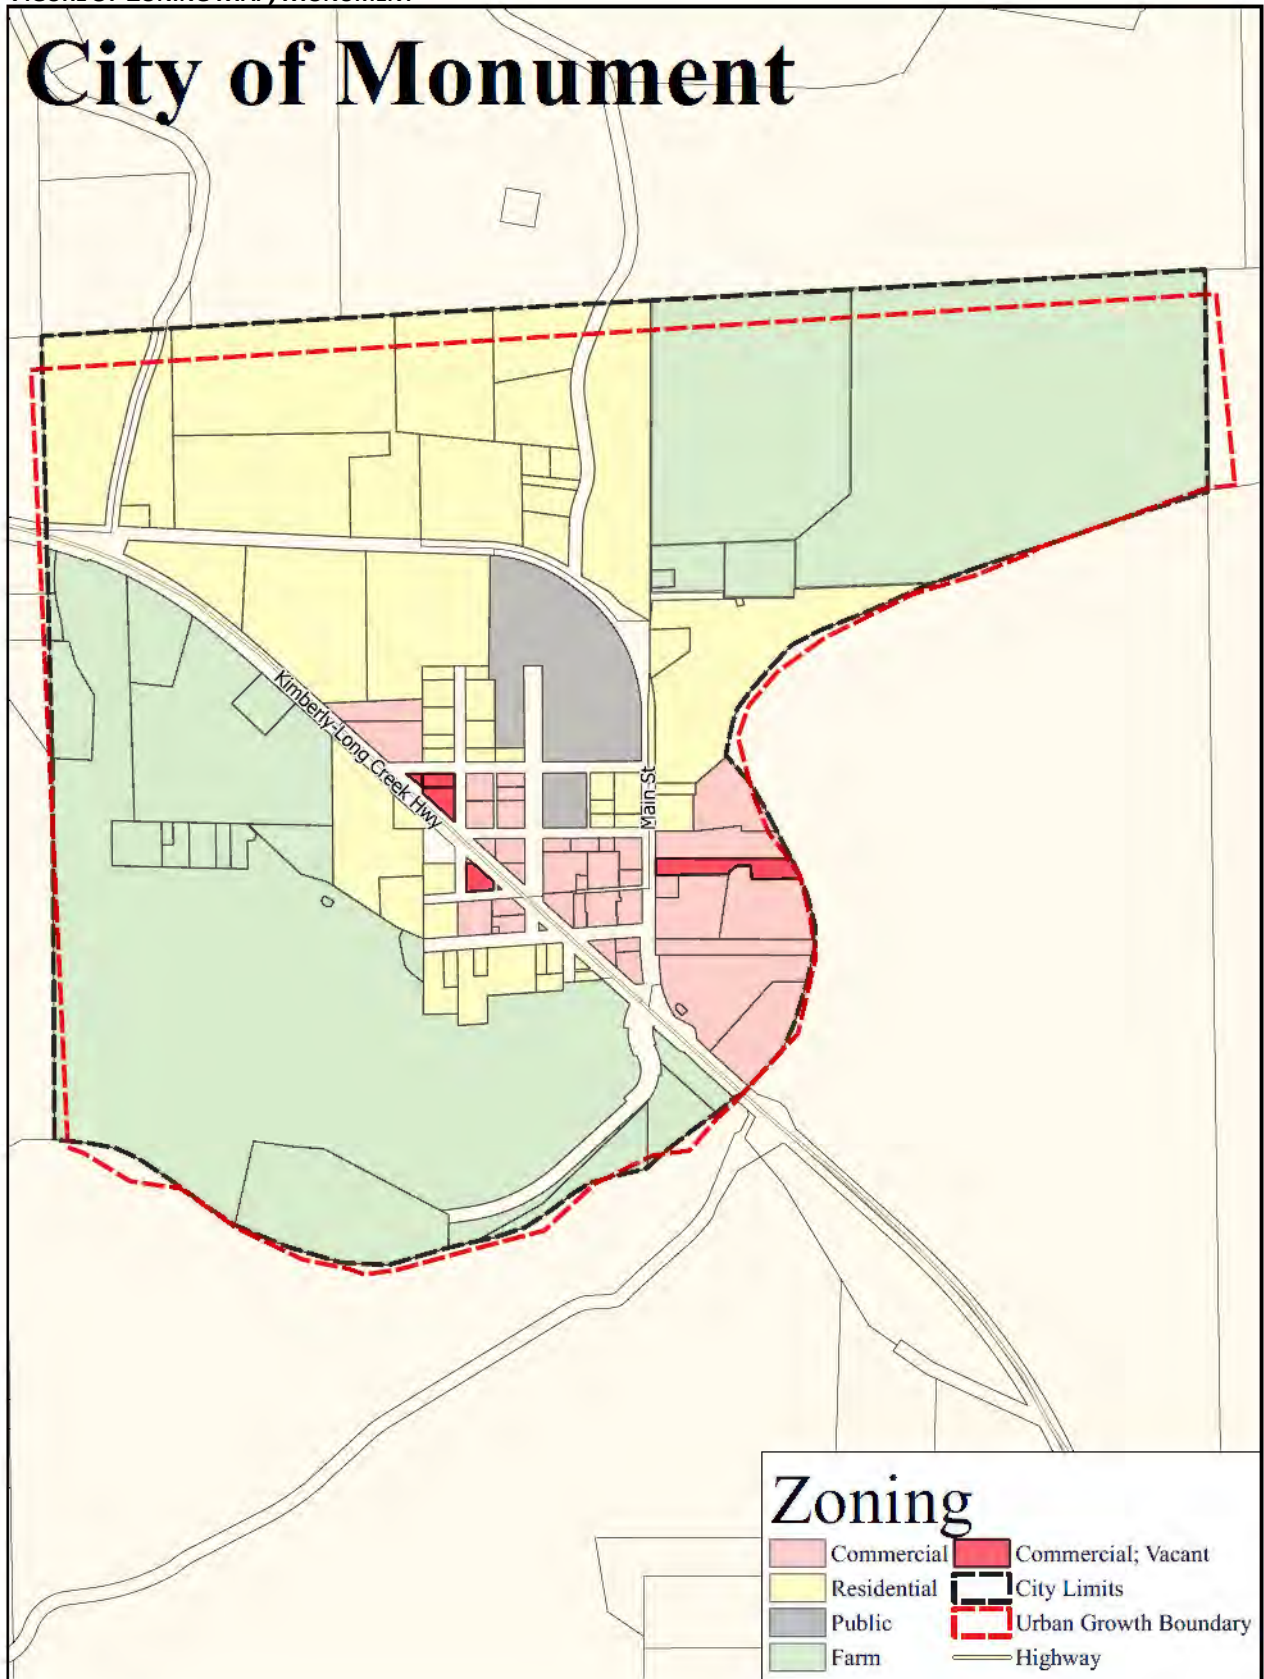 City of Monument
Kimberly-Long Creek Hwy
Main St
Zoning
Commercial
Commercial; Vacant
Residential
City Limits
Public
Urban Growth Boundary
Farm
Highway